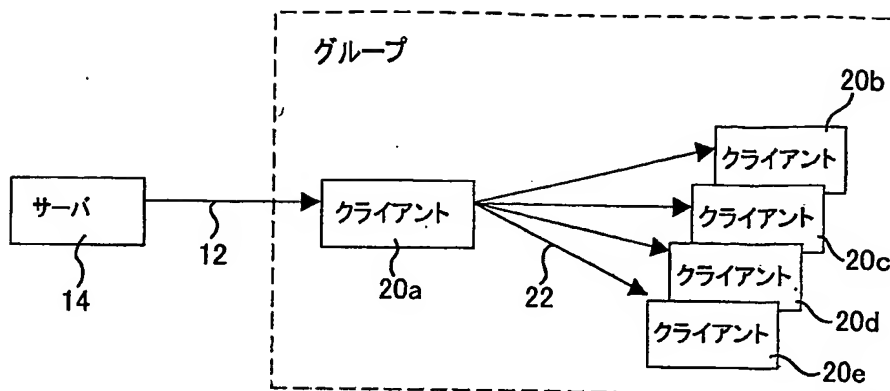 グループ
20b
クライアント
サーバ
クライアント
クライアント
12
14
20a
22
20c
クライアント
20d
クライアント
20e